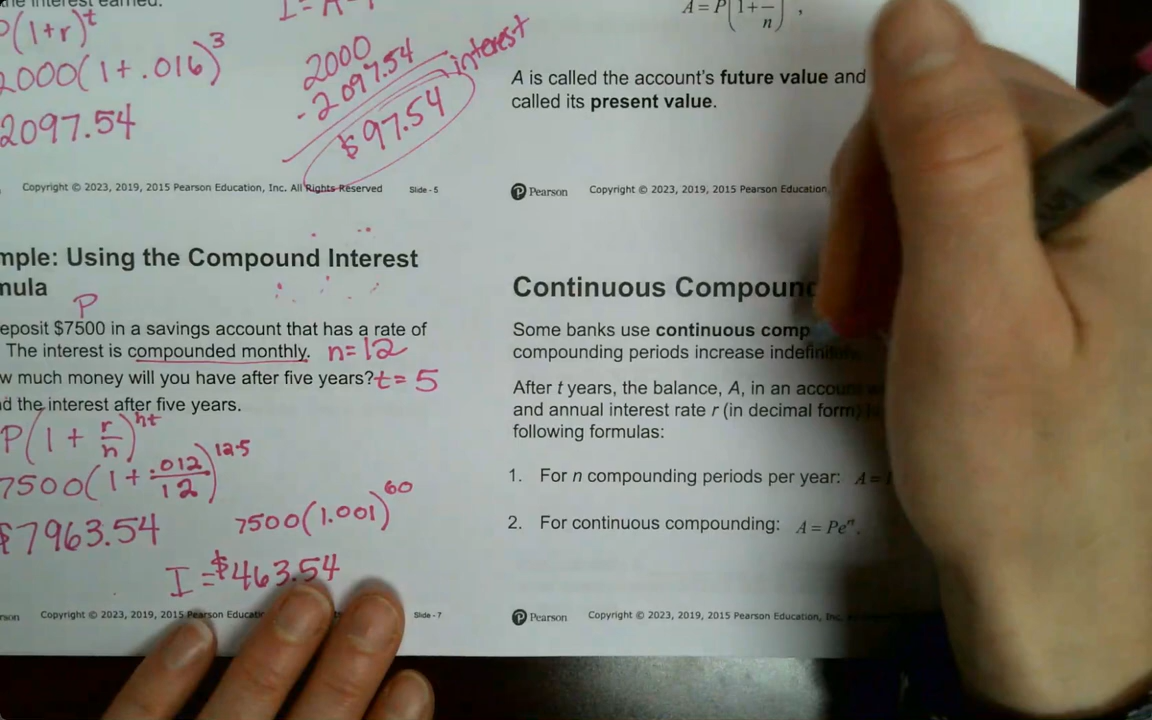 the interest earned.
P(1+r)^t
2000(1+.016)^3
2097.54
2000
-2097.54
$97.54
interest
Copyright © 2023, 2019, 2015 Pearson Education, Inc. All Rights Reserved Slide - 5
A = P(1+ /n) ,
A is called the account's future value and
called its present value.
Pearson Copyright © 2023, 2019, 2015 Pearson Education,
mple: Using the Compound Interest
mula
P
eposit $7500 in a savings account that has a rate of
The interest is compounded monthly. n=12
w much money will you have after five years? t=5
d the interest after five years.
P(1+r/n)^nt
7500(1+.012/12)^12·5
$7963.54
7500(1.001)^60
I=$463.54
rson Copyright © 2023, 2019, 2015 Pearson Educati Slide - 7
Continuous Compound
Some banks use continuous comp
compounding periods increase indefinitely.
After t years, the balance, A, in an account
and annual interest rate r (in decimal form)
following formulas:
1. For n compounding periods per year: A =
2. For continuous compounding: A = Pe^rt.
Pearson Copyright © 2023, 2019, 2015 Pearson Education, Inc.